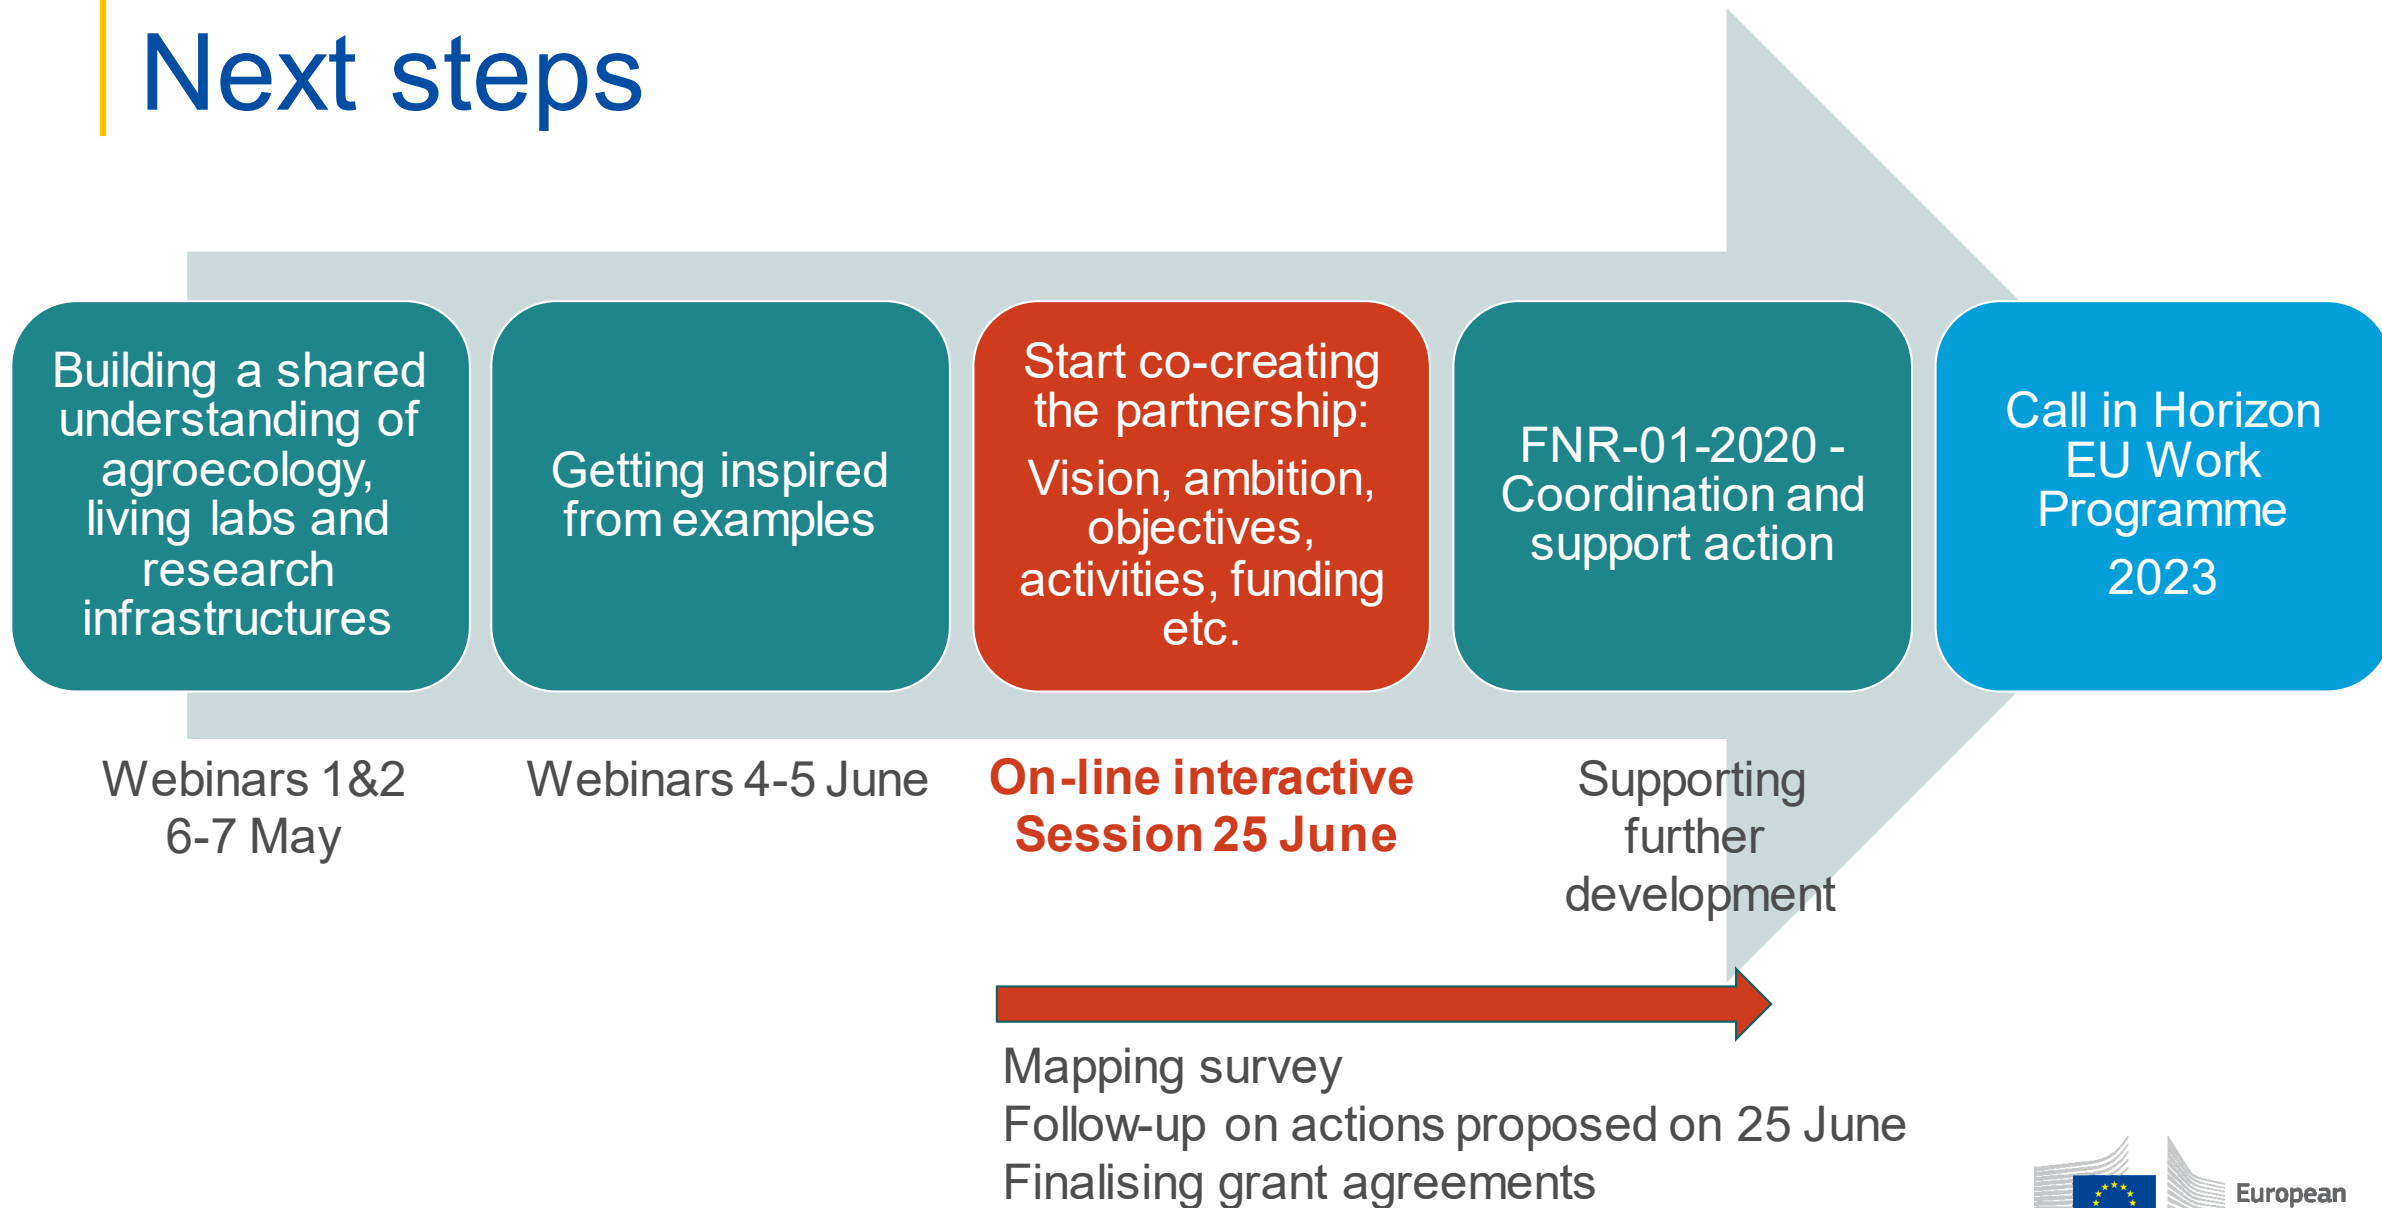 Next steps
Building a shared
understanding of
agroecology,
living labs and
research
infrastructures
Getting inspired
from examples
Start co-creating
the partnership:
Vision, ambition,
objectives,
activities, funding
etc.
FNR-01-2020 -
Coordination and
support action
Call in Horizon
EU Work
Programme
2023
Webinars 1&2
6-7 May
Webinars 4-5 June
On-line interactive
Session 25 June
Supporting
further
development
Mapping survey
Follow-up on actions proposed on 25 June
Finalising grant agreements
European